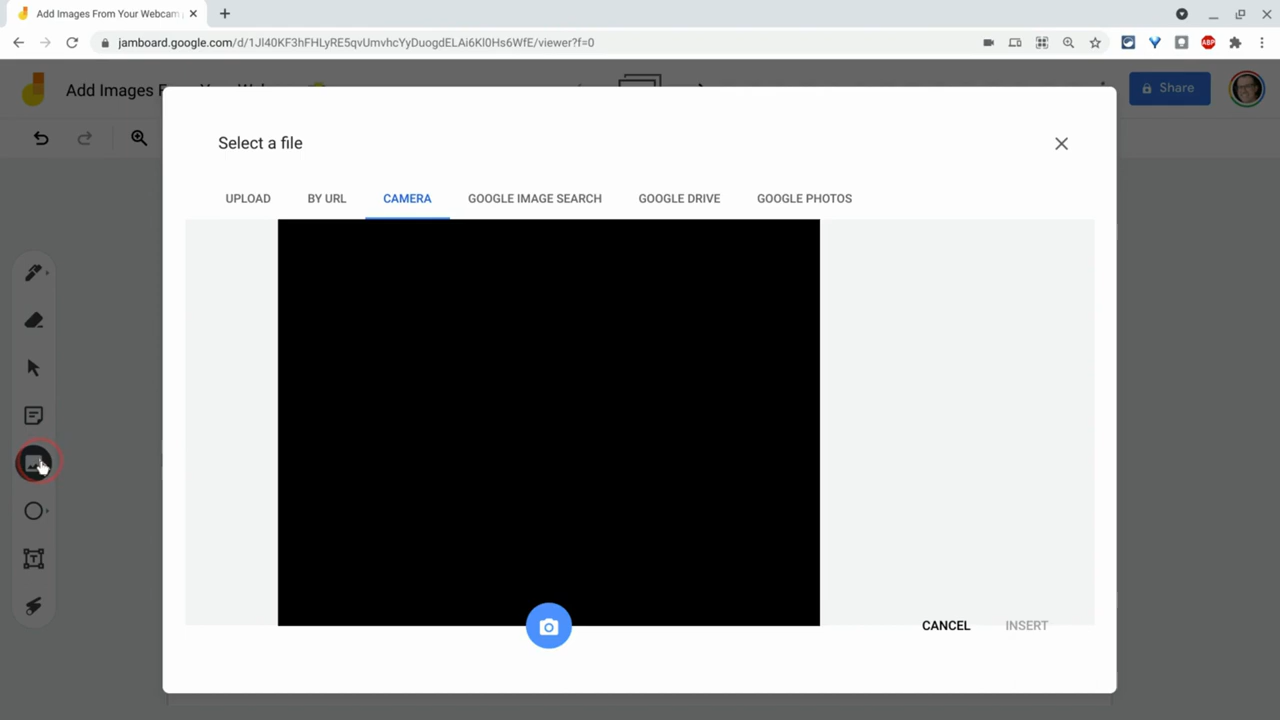 Add Images From Your Webcam
jamboard.google.com/d/1JI40KF3hFHLyRE5qvUmvhcYyDuogdELAi6Kl0Hs6WfE/viewer?f=0
ABP
Add Images
Share
Select a file
UPLOAD
BY URL
CAMERA
GOOGLE IMAGE SEARCH
GOOGLE DRIVE
GOOGLE PHOTOS
T
CANCEL
INSERT